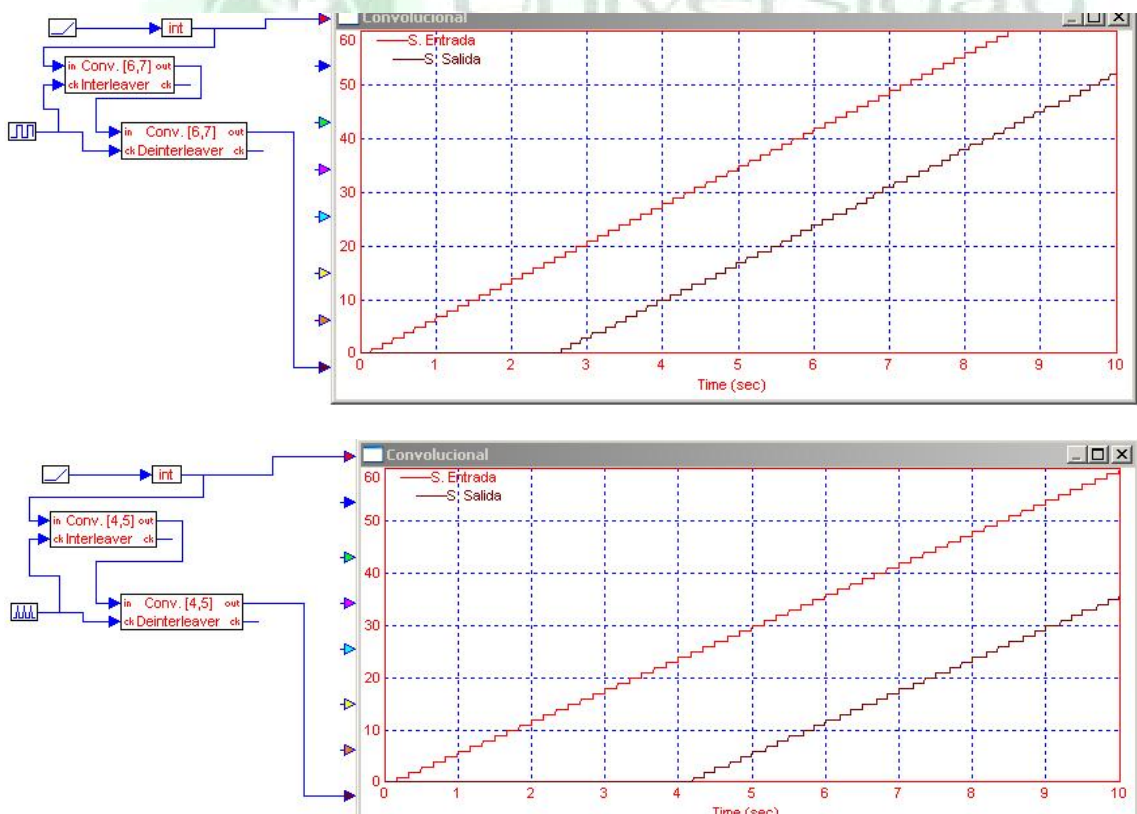 Universidad
Convolucional
int
in Conv. [6,7] out
ck Interleaver ck
in Conv. [6,7] out
ck Deinterleaver ck
S. Entrada
S. Salida
60
50
40
30
20
10
0
0 1 2 3 4 5 6 7 8 9 10
Time (sec)
Convolucional
int
in Conv. [4,5] out
ck Interleaver ck
in Conv. [4,5] out
ck Deinterleaver ck
S. Entrada
S. Salida
60
50
40
30
20
10
0
0 1 2 3 4 5 6 7 8 9 10
Time (sec)